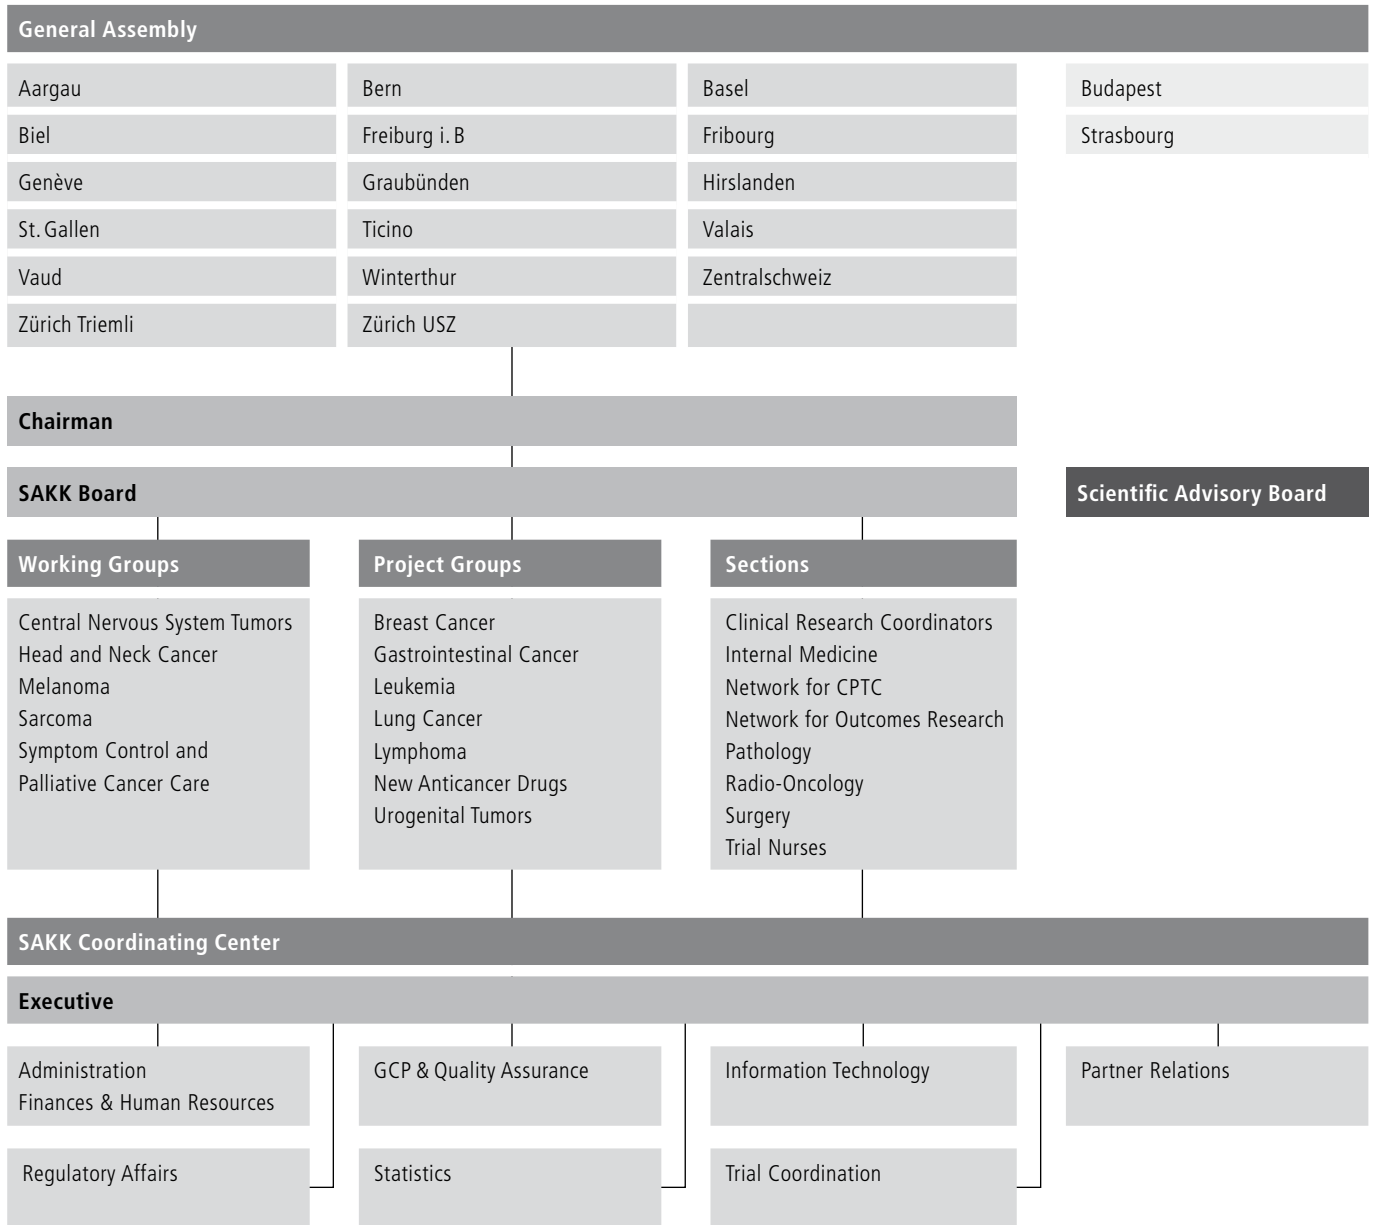 General Assembly
Aargau
Bern
Basel
Budapest
Biel
Freiburg i. B
Fribourg
Strasbourg
Genève
Graubünden
Hirslanden
St. Gallen
Ticino
Valais
Vaud
Winterthur
Zentralschweiz
Zürich Triemli
Zürich USZ
Chairman
SAKK Board
Scientific Advisory Board
Working Groups
Central Nervous System Tumors
Head and Neck Cancer
Melanoma
Sarcoma
Symptom Control and
Palliative Cancer Care
Project Groups
Breast Cancer
Gastrointestinal Cancer
Leukemia
Lung Cancer
Lymphoma
New Anticancer Drugs
Urogenital Tumors
Sections
Clinical Research Coordinators
Internal Medicine
Network for CPTC
Network for Outcomes Research
Pathology
Radio-Oncology
Surgery
Trial Nurses
SAKK Coordinating Center
Executive
Administration
Finances & Human Resources
GCP & Quality Assurance
Information Technology
Partner Relations
Regulatory Affairs
Statistics
Trial Coordination